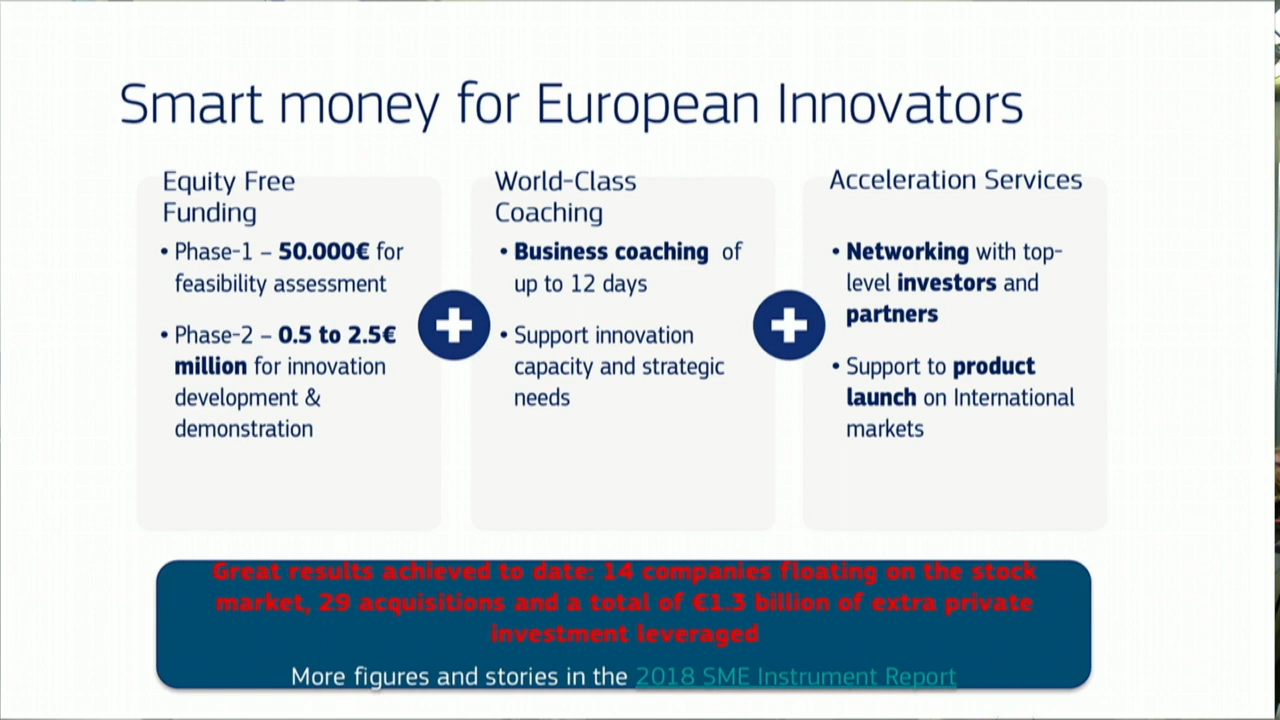 Smart money for European Innovators
Equity Free
Funding
• Phase-1 – 50.000€ for
feasibility assessment
• Phase-2 – 0.5 to 2.5€
million for innovation
development &
demonstration
World-Class
Coaching
• Business coaching of
up to 12 days
• Support innovation
capacity and strategic
needs
Acceleration Services
• Networking with top-
level investors and
partners
• Support to product
launch on International
markets
Great results achieved to date: 14 companies floating on the stock
market, 29 acquisitions and a total of €1.3 billion of extra private
investment leveraged
More figures and stories in the 2018 SME Instrument Report